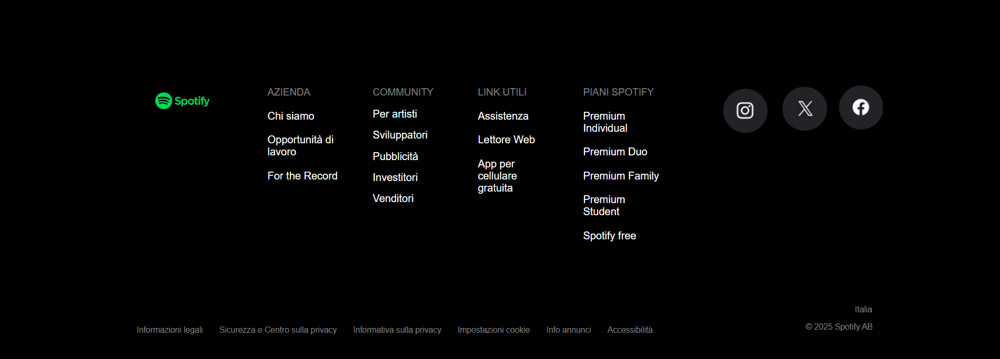 Spotify
AZIENDA
Chi siamo
Opportunità di
lavoro
For the Record
COMMUNITY
Per artisti
Sviluppatori
Pubblicità
Investitori
Venditori
LINK UTILI
Assistenza
Lettore Web
App per
cellulare
gratuita
PIANI SPOTIFY
Premium
Individual
Premium Duo
Premium Family
Premium
Student
Spotify free
Italia
Informazioni legali Sicurezza e Centro sulla privacy Informativa sulla privacy Impostazioni cookie Info annunci Accessibilità
© 2025 Spotify AB